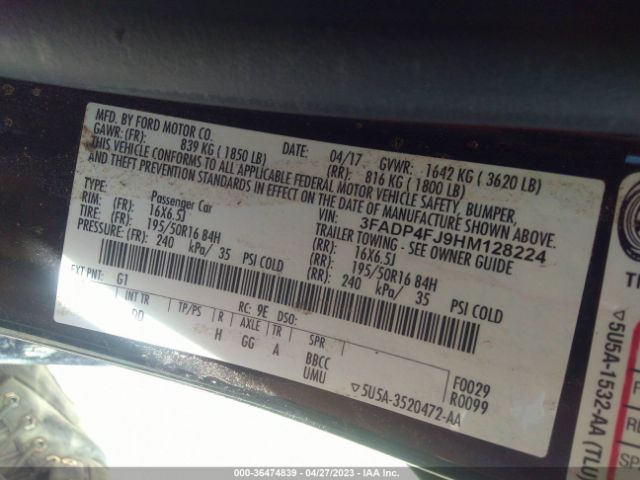 MFD. BY FORD MOTOR CO.
DATE: 04/17 GVWR: 1642 KG ( 3620 LB)
GAWR: (FR): 839 KG ( 1850 LB) (RR): 816 KG ( 1800 LB)
THIS VEHICLE CONFORMS TO ALL APPLICABLE FEDERAL MOTOR VEHICLE SAFETY, BUMPER,
AND THEFT PREVENTION STANDARDS IN EFFECT ON THE DATE OF MANUFACTURE SHOWN ABOVE.
VIN: 3FADP4FJ9HM128224
TYPE: Passenger Car TRAILER TOWING - SEE OWNER GUIDE
RIM: (FR): 16X6.5J (RR): 16X6.5J
TIRE: (FR): 195/50R16 84H (RR): 195/50R16 84H
PRESSURE: (FR): 240 kPa/ 35 PSI COLD (RR): 240 kPa/ 35 PSI COLD
EXT PNT: G1 RC: 9E DSO:
INT TR TP/PS R AXLE TR SPR
DD H GG A BBCC
UMU
F0029
R0099
▽5U5A-3520472-AA
▽5U5A-1532-AA (TLU)
000-36474839 - 04/27/2023 - IAA Inc.